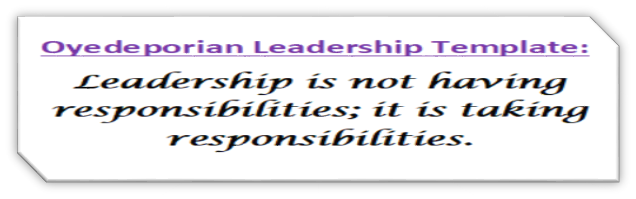 Oyedeporian Leadership Template:
Leadership is not having
responsibilities; it is taking
responsibilities.